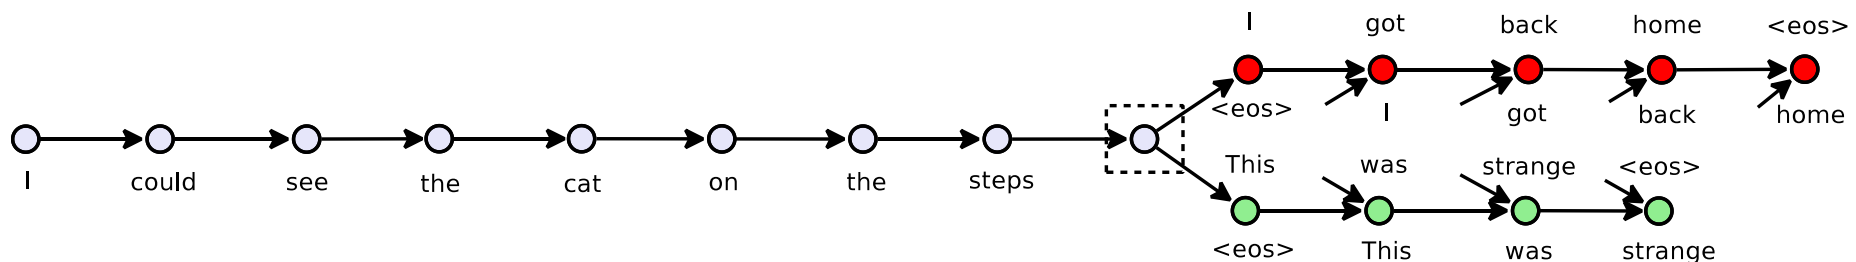 I got back home <eos>
<eos> I got back home
I could see the cat on the steps
This was strange <eos>
<eos> This was strange